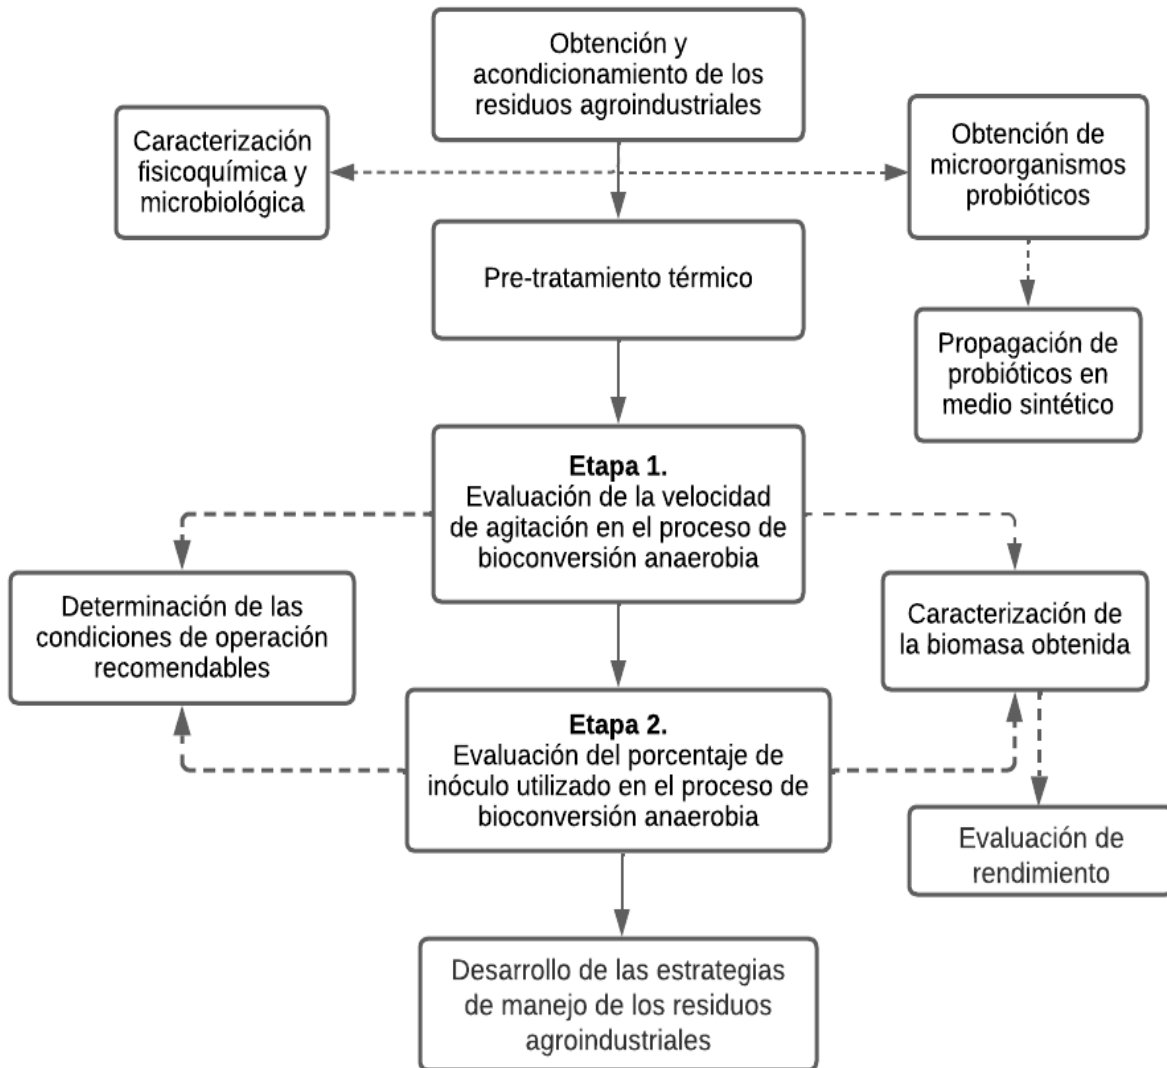 Obtención y
acondicionamiento de los
residuos agroindustriales
Caracterización
fisicoquímica y
microbiológica
Obtención de
microorganismos
probióticos
Pre-tratamiento térmico
Propagación de
probióticos en
medio sintético
Etapa 1.
Evaluación de la velocidad
de agitación en el proceso de
bioconversión anaerobia
Determinación de las
condiciones de operación
recomendables
Caracterización de
la biomasa obtenida
Etapa 2.
Evaluación del porcentaje de
inóculo utilizado en el proceso de
bioconversión anaerobia
Evaluación de
rendimiento
Desarrollo de las estrategias
de manejo de los residuos
agroindustriales